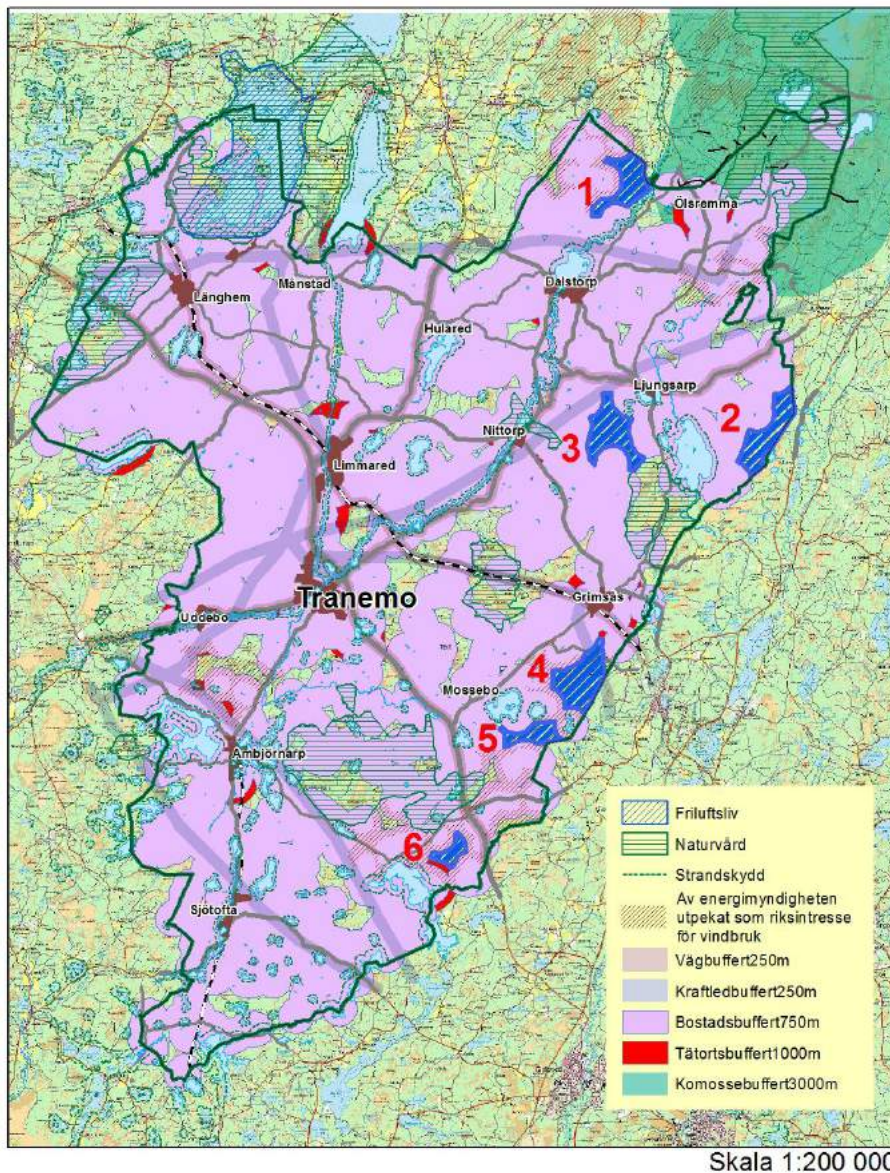 1
Ölsremma
Dalstorp
Månstad
Länghem
Hulared
Ljungsarp
2
Nittorp
3
Limmared
Tranemo
Grimsås
Uddebo
4
Mossebo
5
Ambjörnarp
6
Sjötofta
Friluftsliv
Naturvård
Strandskydd
Av energimyndigheten
utpekat som riksintresse
för vindbruk
Vägbuffert250m
Kraftledbuffert250m
Bostadsbuffert750m
Tätortsbuffert1000m
Komossebuffert3000m
Skala 1:200 000